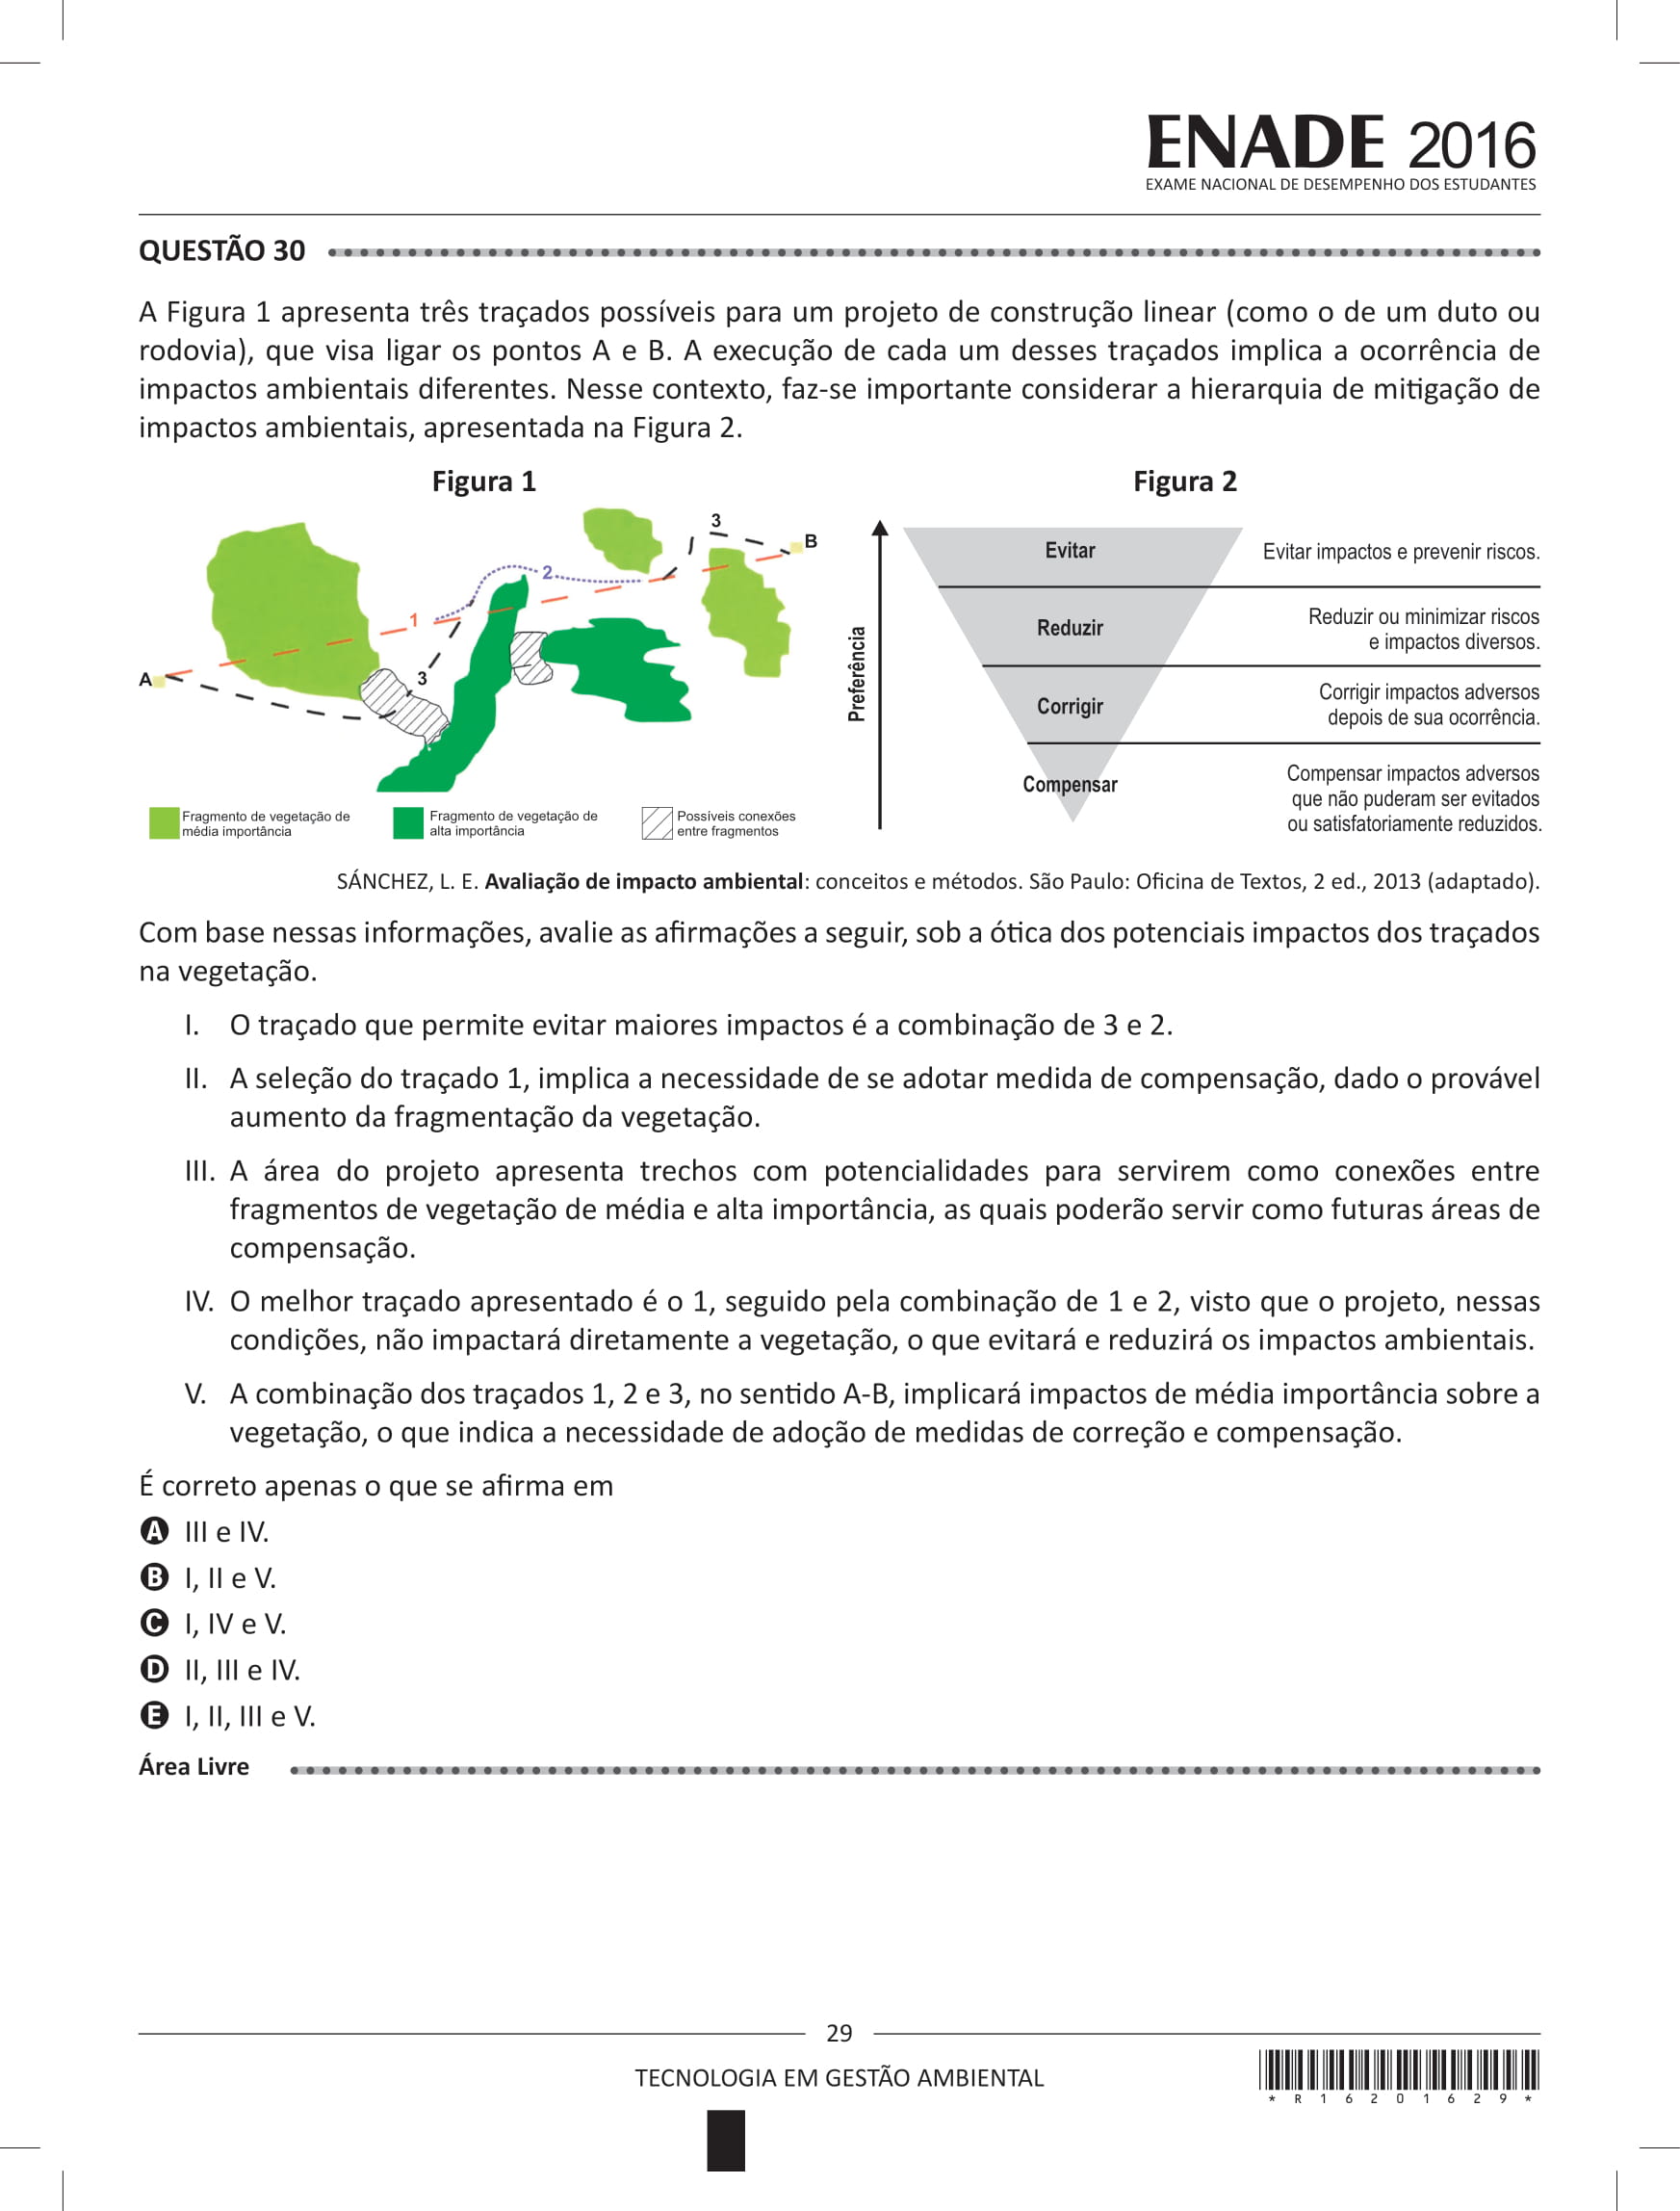 ENADE 2016
EXAME NACIONAL DE DESEMPENHO DOS ESTUDANTES
QUESTÃO 30
A Figura 1 apresenta três traçados possíveis para um projeto de construção linear (como o de um duto ou
rodovia), que visa ligar os pontos A e B. A execução de cada um desses traçados implica a ocorrência de
impactos ambientais diferentes. Nesse contexto, faz-se importante considerar a hierarquia de mitigação de
impactos ambientais, apresentada na Figura 2.
Figura 1
3
B
2
1
A
3
Fragmento de vegetação de
média importância
Fragmento de vegetação de
alta importância
Possíveis conexões
entre fragmentos
Figura 2
Preferência
Evitar
Evitar impactos e prevenir riscos.
Reduzir
Reduzir ou minimizar riscos
e impactos diversos.
Corrigir
Corrigir impactos adversos
depois de sua ocorrência.
Compensar
Compensar impactos adversos
que não puderam ser evitados
ou satisfatoriamente reduzidos.
SÁNCHEZ, L. E. Avaliação de impacto ambiental: conceitos e métodos. São Paulo: Oficina de Textos, 2 ed., 2013 (adaptado).
Com base nessas informações, avalie as afirmações a seguir, sob a ótica dos potenciais impactos dos traçados
na vegetação.
I. O traçado que permite evitar maiores impactos é a combinação de 3 e 2.
II. A seleção do traçado 1, implica a necessidade de se adotar medida de compensação, dado o provável
aumento da fragmentação da vegetação.
III. A área do projeto apresenta trechos com potencialidades para servirem como conexões entre
fragmentos de vegetação de média e alta importância, as quais poderão servir como futuras áreas de
compensação.
IV. O melhor traçado apresentado é o 1, seguido pela combinação de 1 e 2, visto que o projeto, nessas
condições, não impactará diretamente a vegetação, o que evitará e reduzirá os impactos ambientais.
V. A combinação dos traçados 1, 2 e 3, no sentido A-B, implicará impactos de média importância sobre a
vegetação, o que indica a necessidade de adoção de medidas de correção e compensação.
É correto apenas o que se afirma em
A III e IV.
B I, II e V.
C I, IV e V.
D II, III e IV.
E I, II, III e V.
Área Livre
29
TECNOLOGIA EM GESTÃO AMBIENTAL
* R 1 6 2 0 1 6 2 9 *